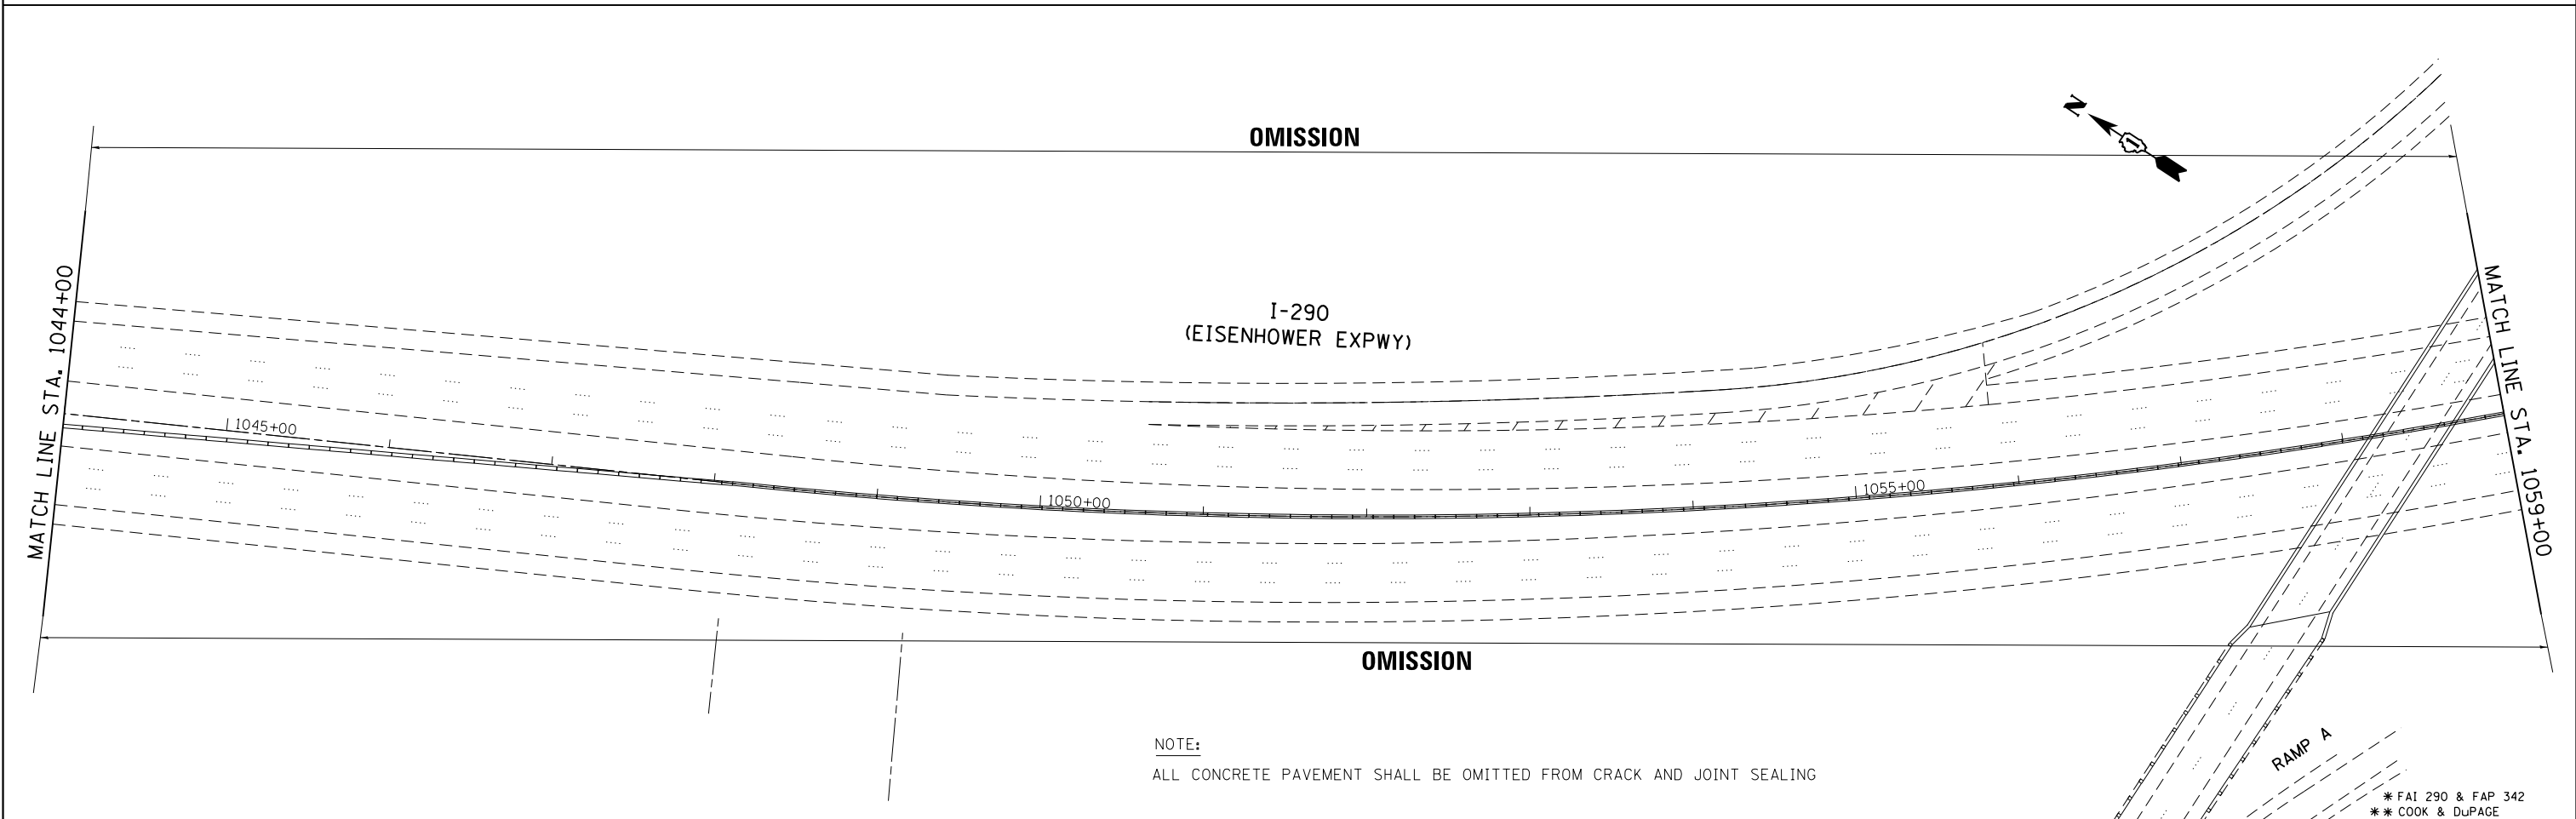 OMISSION
N
I-290
(EISENHOWER EXPWY)
MATCH LINE STA. 1044+00
MATCH LINE STA. 1059+00
1045+00
1050+00
1055+00
OMISSION
NOTE:
ALL CONCRETE PAVEMENT SHALL BE OMITTED FROM CRACK AND JOINT SEALING
RAMP A
* FAI 290 & FAP 342
** COOK & DuPAGE